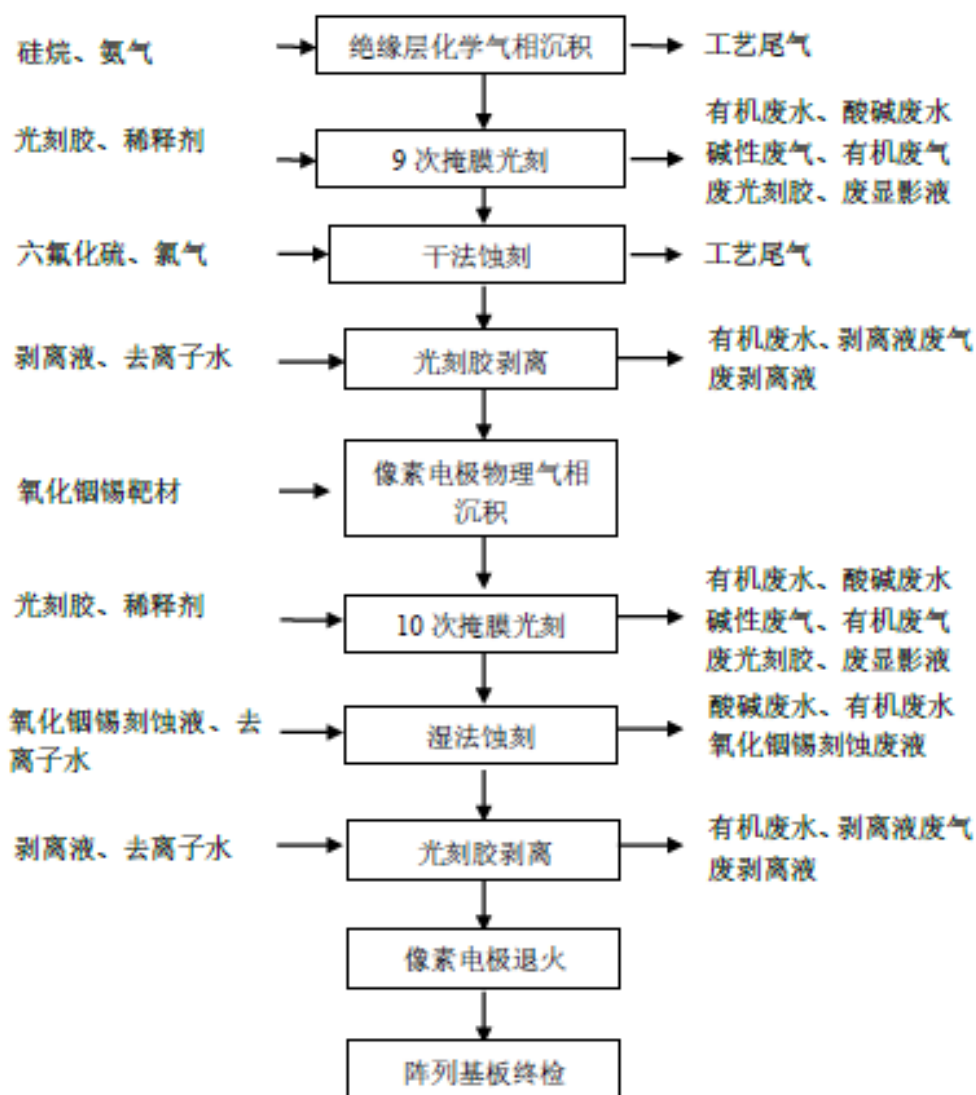 硅烷、氨气
绝缘层化学气相沉积
工艺尾气
光刻胶、稀释剂
9 次掩膜光刻
有机废水、酸碱废水
碱性废气、有机废气
废光刻胶、废显影液
六氟化硫、氯气
干法蚀刻
工艺尾气
剥离液、去离子水
光刻胶剥离
有机废水、剥离液废气
废剥离液
氧化铟锡靶材
像素电极物理气相
沉积
光刻胶、稀释剂
10 次掩膜光刻
有机废水、酸碱废水
碱性废气、有机废气
废光刻胶、废显影液
氧化铟锡刻蚀液、去
离子水
湿法蚀刻
酸碱废水、有机废水
氧化铟锡刻蚀废液
剥离液、去离子水
光刻胶剥离
有机废水、剥离液废气
废剥离液
像素电极退火
阵列基板终检